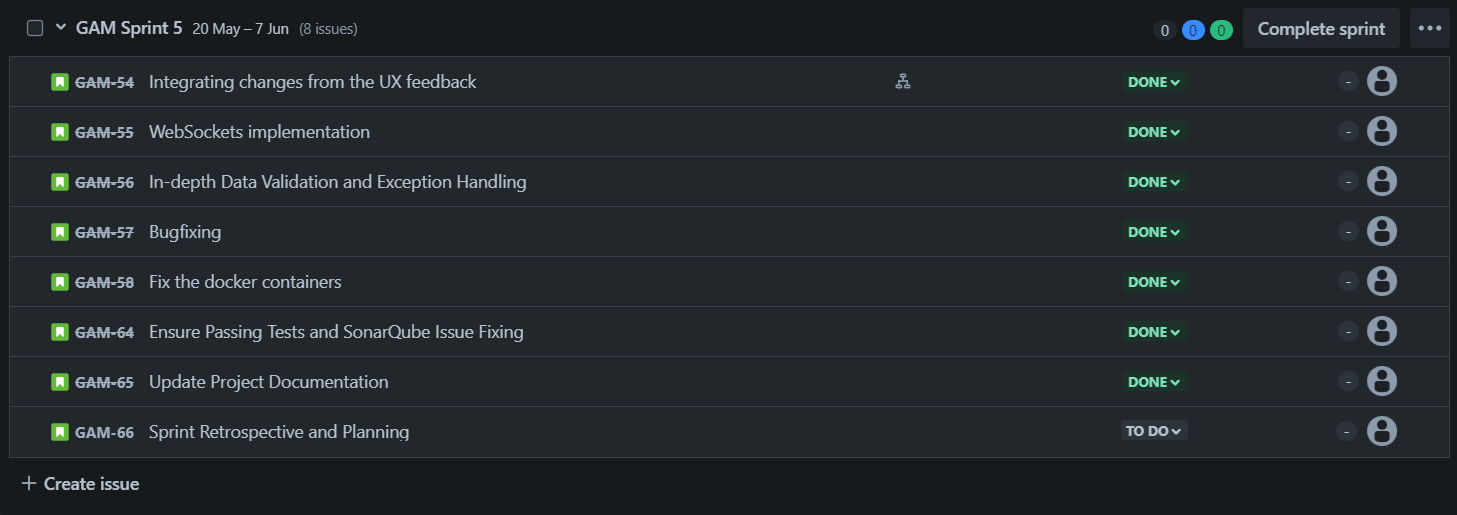 GAM Sprint 5 20 May – 7 Jun (8 issues) 0 0 0 Complete sprint
GAM-54 Integrating changes from the UX feedback DONE -
GAM-55 WebSockets implementation DONE -
GAM-56 In-depth Data Validation and Exception Handling DONE -
GAM-57 Bugfixing DONE -
GAM-58 Fix the docker containers DONE -
GAM-64 Ensure Passing Tests and SonarQube Issue Fixing DONE -
GAM-65 Update Project Documentation DONE -
GAM-66 Sprint Retrospective and Planning TO DO -
+ Create issue